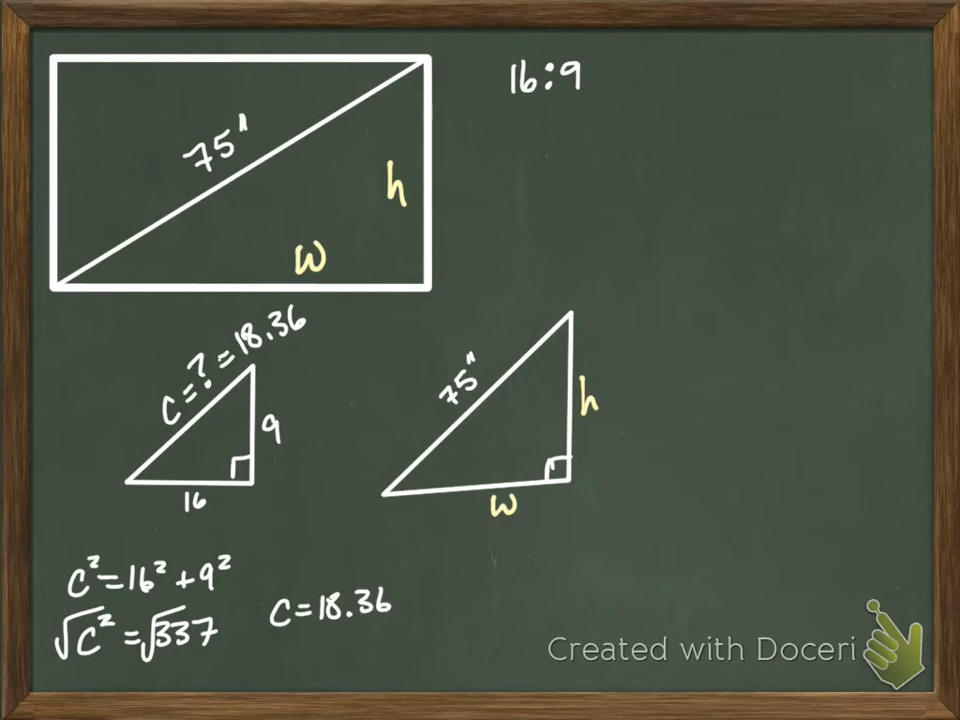 16:9
75"
h
w
C=?=18.36
9
16
75"
h
w
C²=16²+9²
√C²=√337
C=18.36
Created with Doceri